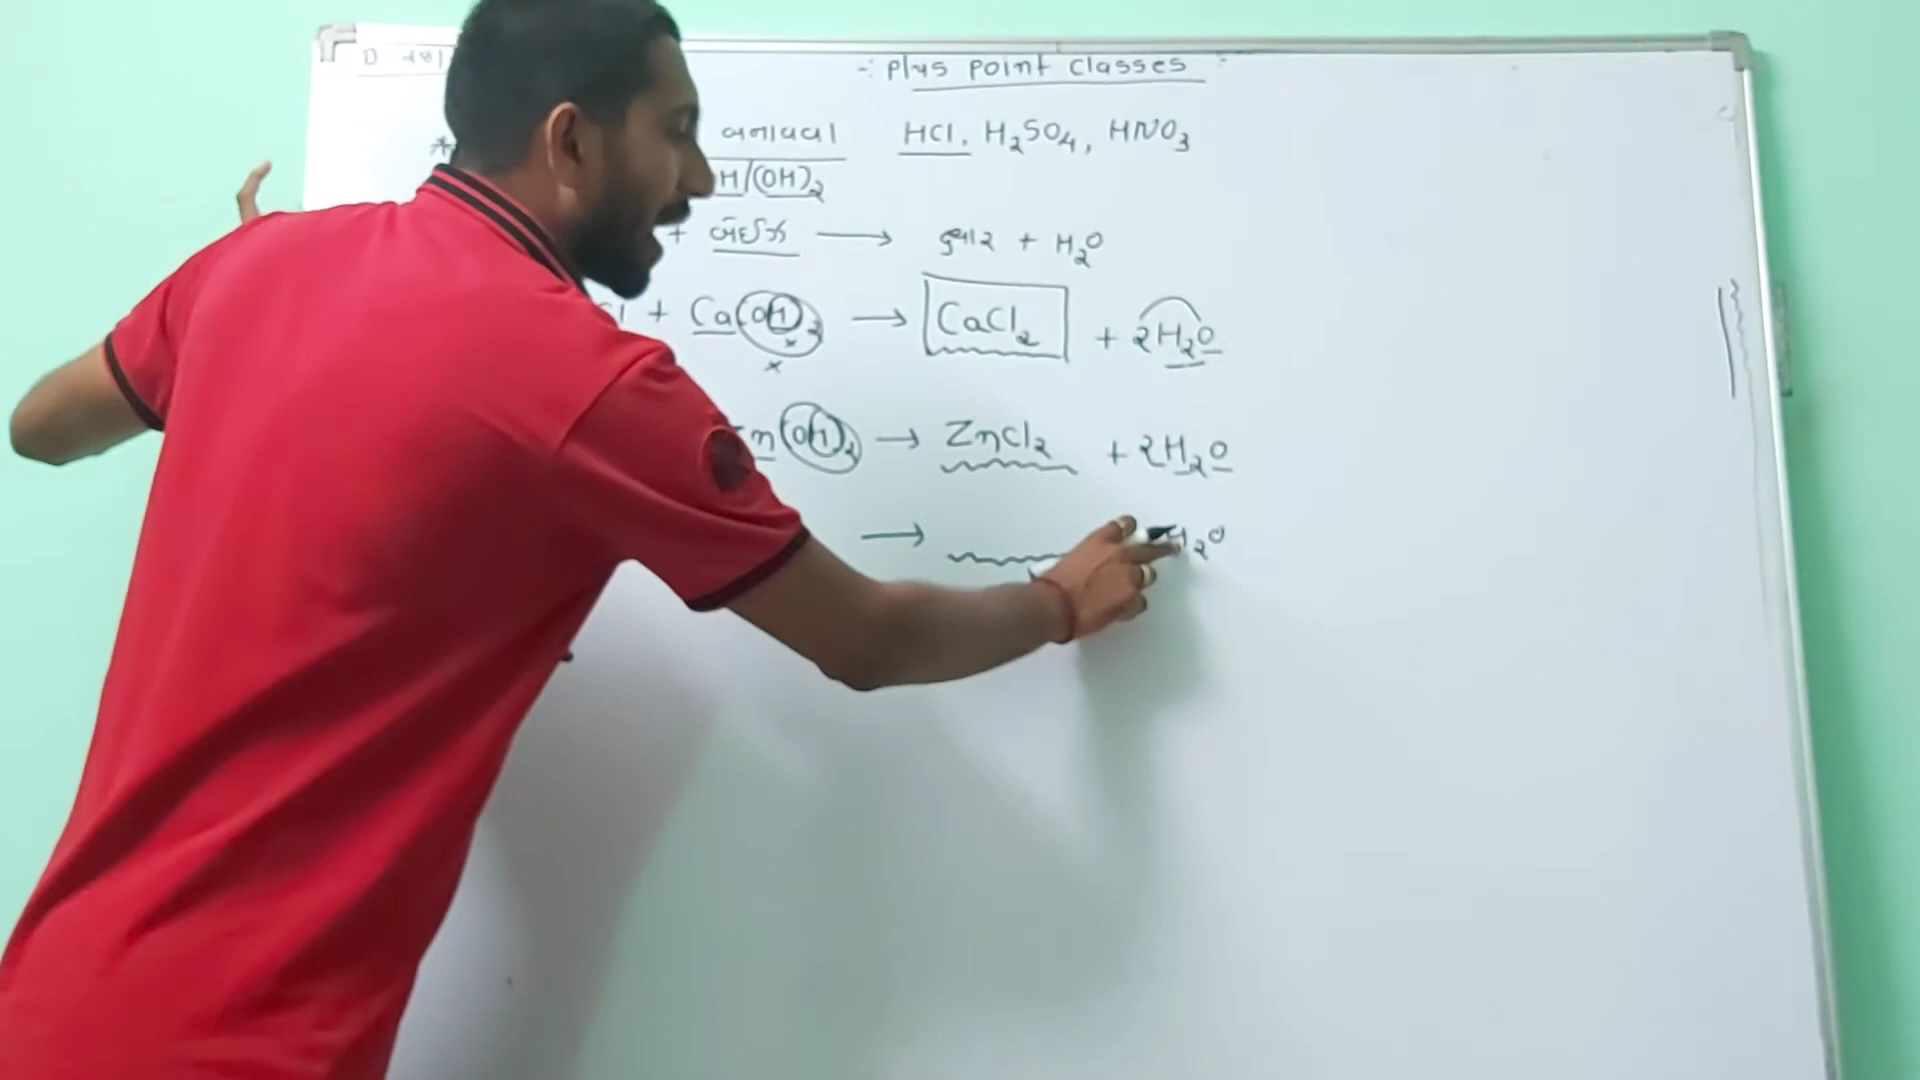 -: Plus Point Classes :-
બનાવવા HCl, H₂SO₄, HNO₃
H/(OH)₂
+ બેઈઝ → ક્ષાર + H₂O
+ Ca(OH)₂ → CaCl₂ + 2H₂O
(OH)₂ → ZnCl₂ + 2H₂O
→ H₂O